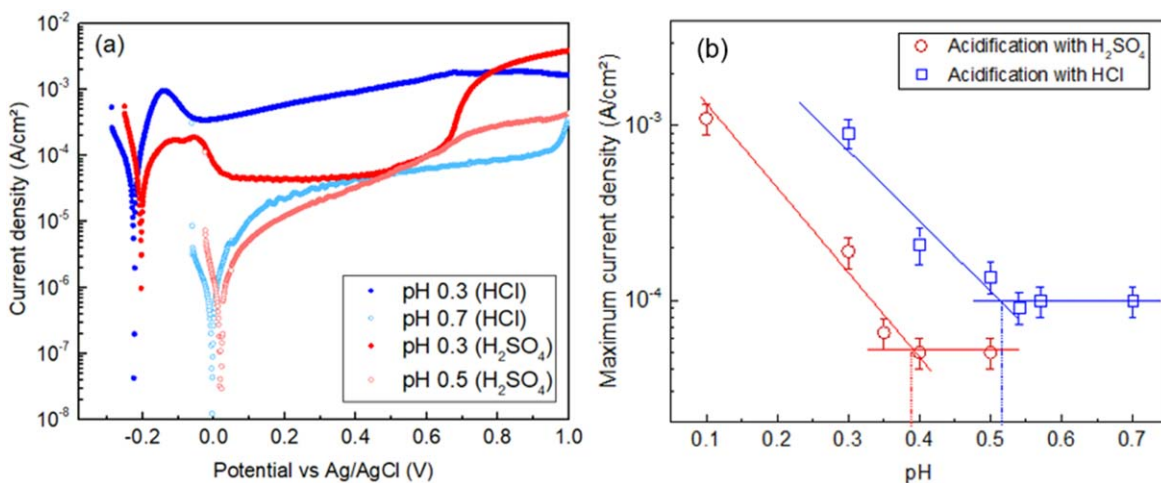 (a)
Current density (A/cm²)
10⁻²
10⁻³
10⁻⁴
10⁻⁵
10⁻⁶
10⁻⁷
10⁻⁸
-0.2
0.0
0.2
0.4
0.6
0.8
1.0
Potential vs Ag/AgCl (V)
pH 0.3 (HCl)
pH 0.7 (HCl)
pH 0.3 (H₂SO₄)
pH 0.5 (H₂SO₄)
(b)
Maximum current density (A/cm²)
10⁻³
10⁻⁴
0.1
0.2
0.3
0.4
0.5
0.6
0.7
pH
Acidification with H₂SO₄
Acidification with HCl